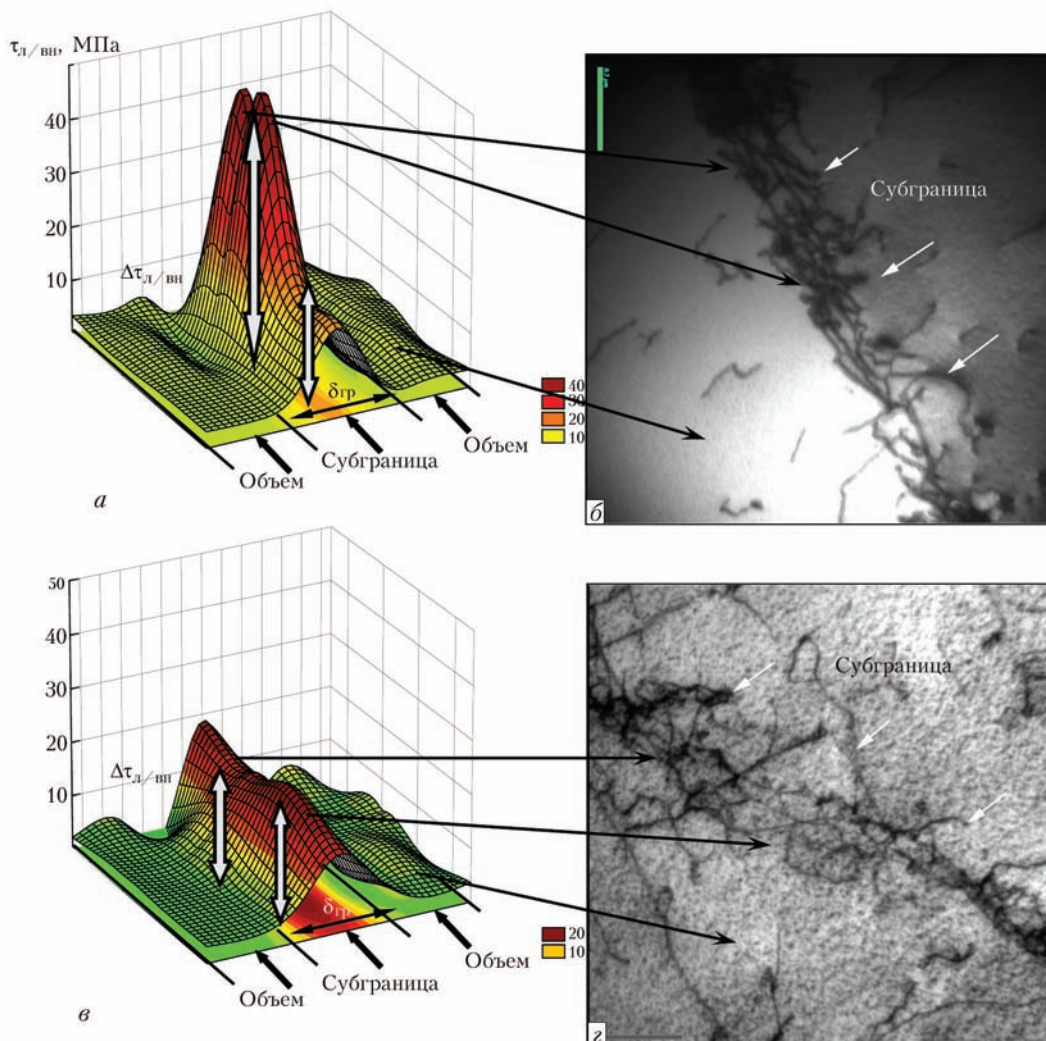 τл/вн, МПа
40
30
20
10
Δτл/вн
δгр
Объем
Субграница
Объем
40
30
20
10
а
Субграница
б
50
40
30
20
10
Δτл/вн
δгр
Объем
Субграница
Объем
20
10
в
Субграница
г